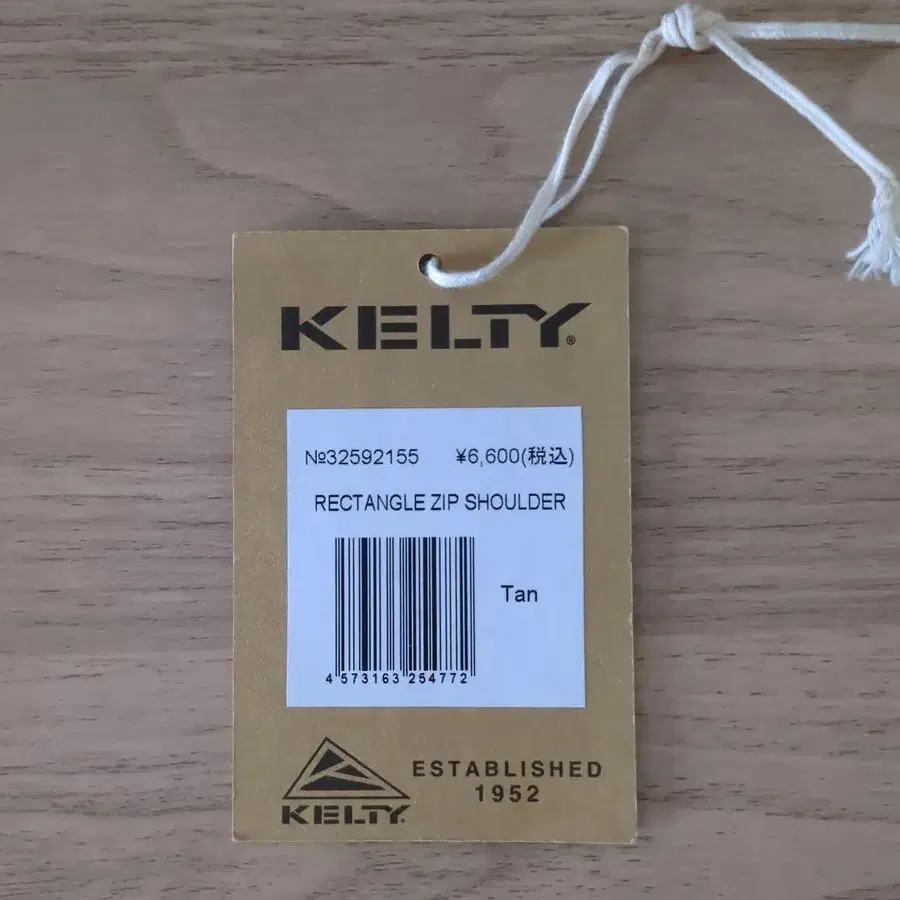 KELTY®
№32592155 ¥6,600(税込)
RECTANGLE ZIP SHOULDER
Tan
4 573163 254772
ESTABLISHED
1952
KELTY